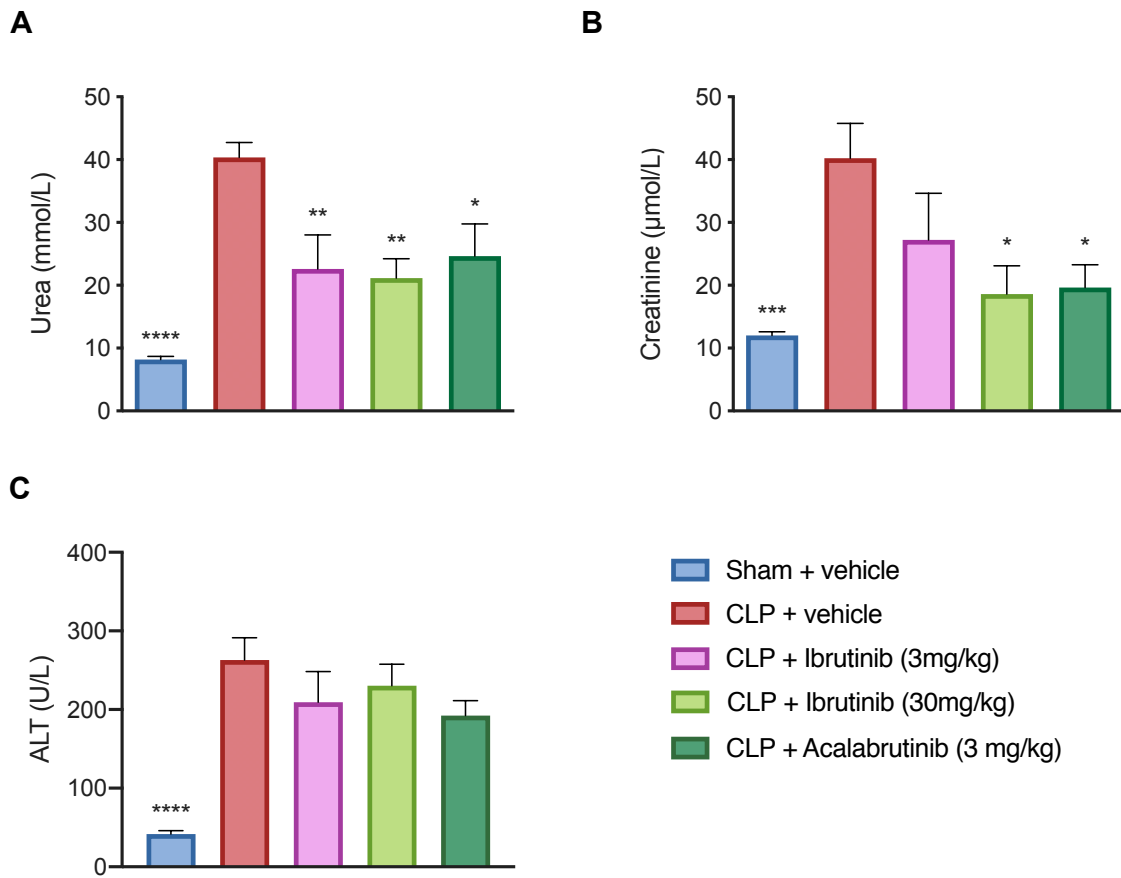 A
B
50
40
30
20
10
0
Urea (mmol/L)
****
**
**
*
50
40
30
20
10
0
Creatinine (µmol/L)
***
*
*
C
400
300
200
100
0
ALT (U/L)
****
Sham + vehicle
CLP + vehicle
CLP + Ibrutinib (3mg/kg)
CLP + Ibrutinib (30mg/kg)
CLP + Acalabrutinib (3 mg/kg)